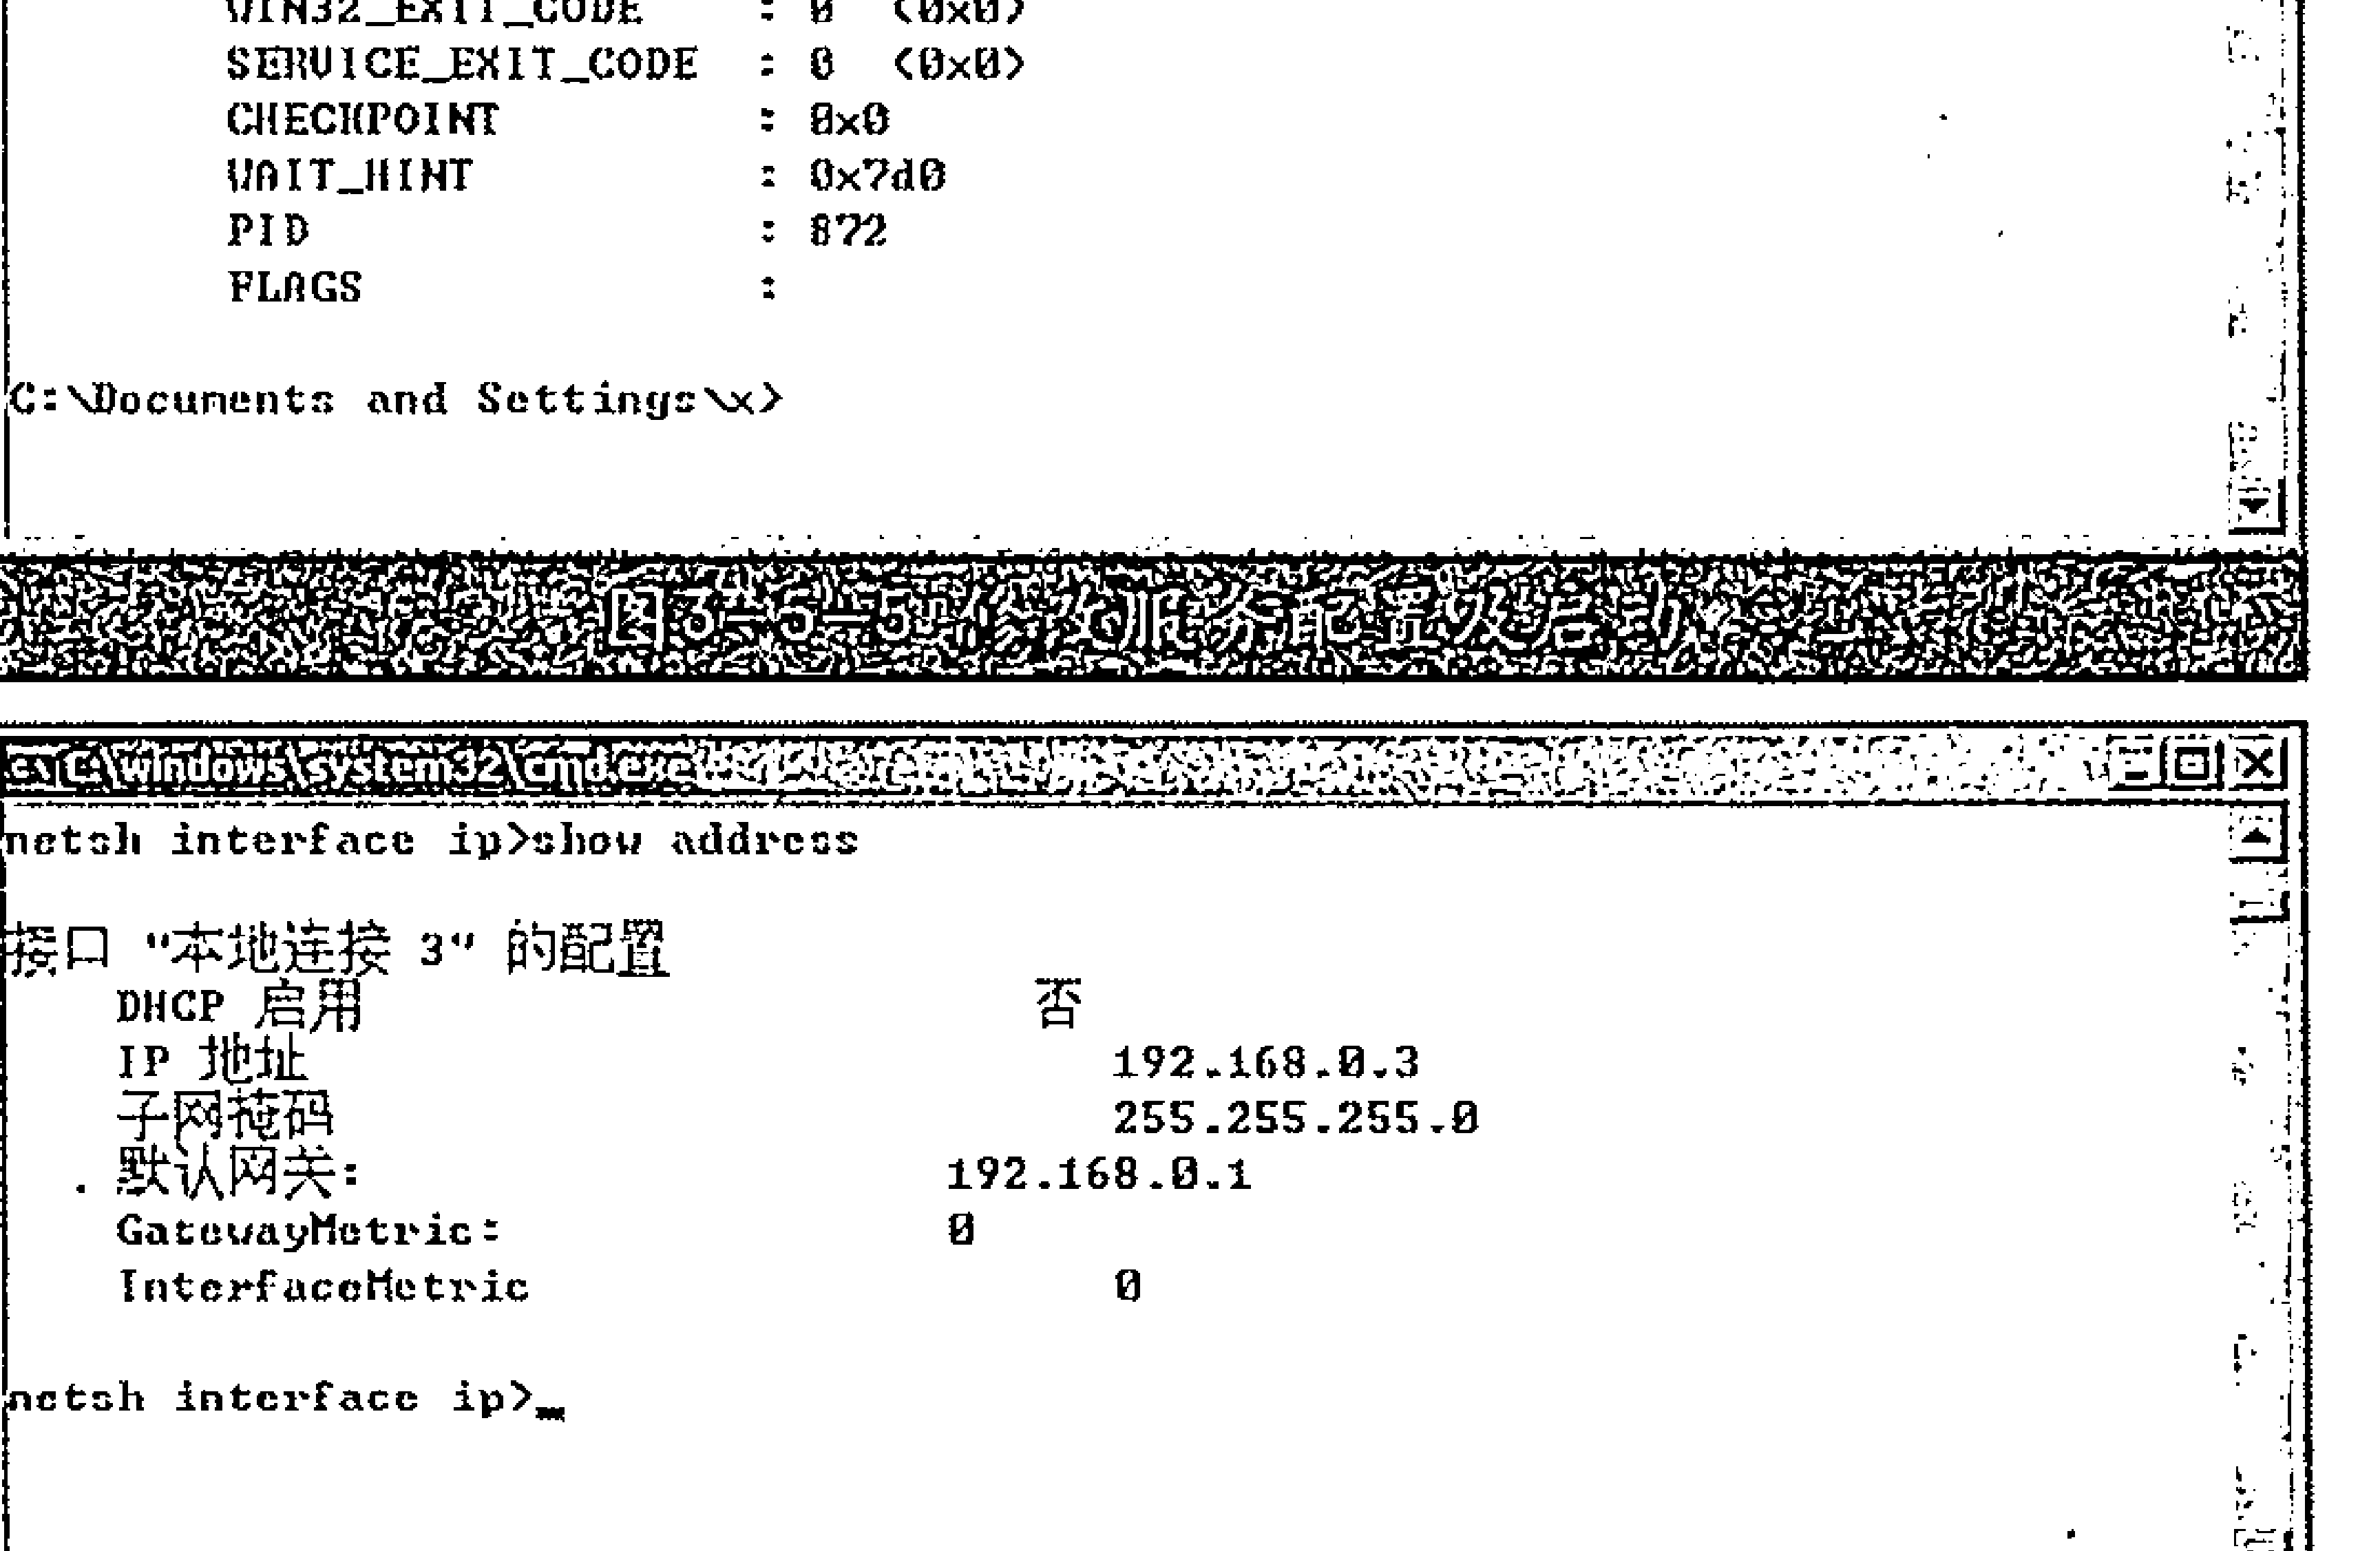 WIN32_EXIT_CODE : 0 (0x0)
SERVICE_EXIT_CODE : 0 (0x0)
CHECKPOINT : 0x0
WAIT_HINT : 0x7d0
PID : 872
FLAGS :
C:\Documents and Settings\x>
图3-5-5 修改服务配置及启动
C:\windows\system32\cmd.exe
netsh interface ip>show address
接口 "本地连接 3" 的配置
DHCP 启用 否
IP 地址 192.168.0.3
子网掩码 255.255.255.0
默认网关: 192.168.0.1
GatewayMetric: 0
InterfaceMetric 0
netsh interface ip>_